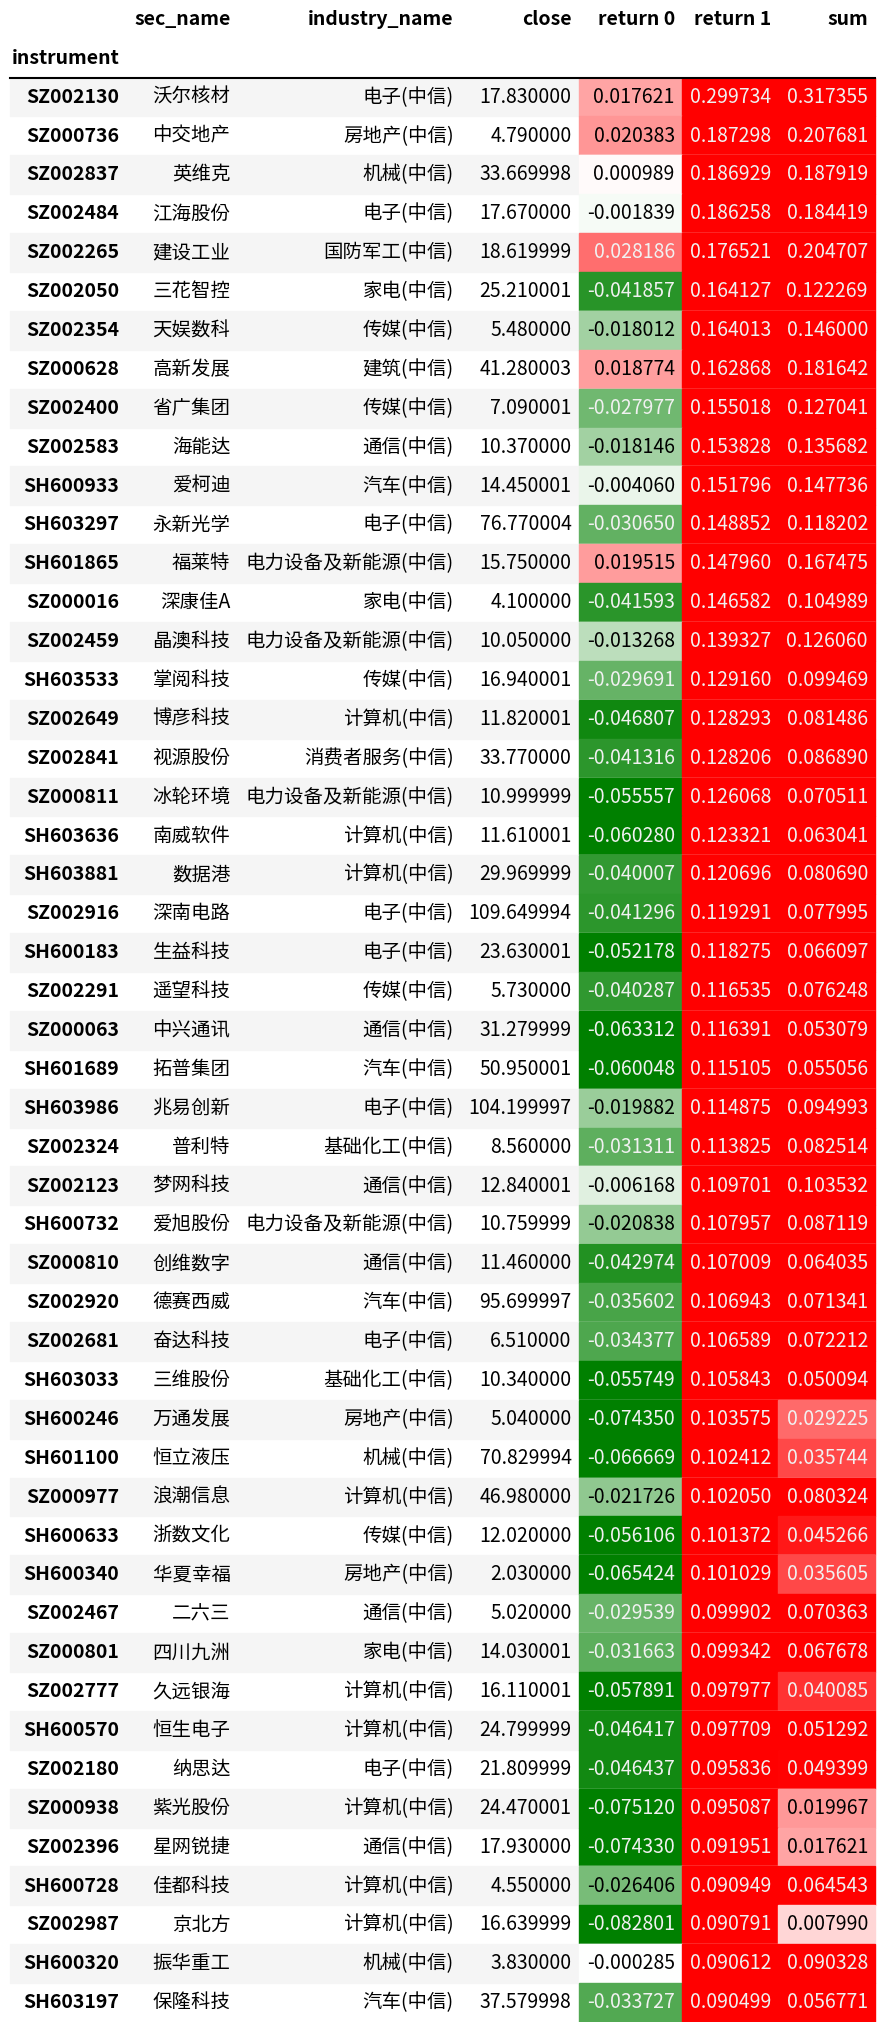 sec_name industry_name close return 0 return 1 sum
instrument
SZ002130 沃尔核材 电子(中信) 17.830000 0.017621 0.299734 0.317355
SZ000736 中交地产 房地产(中信) 4.790000 0.020383 0.187298 0.207681
SZ002837 英维克 机械(中信) 33.669998 0.000989 0.186929 0.187919
SZ002484 江海股份 电子(中信) 17.670000 -0.001839 0.186258 0.184419
SZ002265 建设工业 国防军工(中信) 18.619999 0.028186 0.176521 0.204707
SZ002050 三花智控 家电(中信) 25.210001 -0.041857 0.164127 0.122269
SZ002354 天娱数科 传媒(中信) 5.480000 -0.018012 0.164013 0.146000
SZ000628 高新发展 建筑(中信) 41.280003 0.018774 0.162868 0.181642
SZ002400 省广集团 传媒(中信) 7.090001 -0.027977 0.155018 0.127041
SZ002583 海能达 通信(中信) 10.370000 -0.018146 0.153828 0.135682
SH600933 爱柯迪 汽车(中信) 14.450001 -0.004060 0.151796 0.147736
SH603297 永新光学 电子(中信) 76.770004 -0.030650 0.148852 0.118202
SH601865 福莱特 电力设备及新能源(中信) 15.750000 0.019515 0.147960 0.167475
SZ000016 深康佳A 家电(中信) 4.100000 -0.041593 0.146582 0.104989
SZ002459 晶澳科技 电力设备及新能源(中信) 10.050000 -0.013268 0.139327 0.126060
SH603533 掌阅科技 传媒(中信) 16.940001 -0.029691 0.129160 0.099469
SZ002649 博彦科技 计算机(中信) 11.820001 -0.046807 0.128293 0.081486
SZ002841 视源股份 消费者服务(中信) 33.770000 -0.041316 0.128206 0.086890
SZ000811 冰轮环境 电力设备及新能源(中信) 10.999999 -0.055557 0.126068 0.070511
SH603636 南威软件 计算机(中信) 11.610001 -0.060280 0.123321 0.063041
SH603881 数据港 计算机(中信) 29.969999 -0.040007 0.120696 0.080690
SZ002916 深南电路 电子(中信) 109.649994 -0.041296 0.119291 0.077995
SH600183 生益科技 电子(中信) 23.630001 -0.052178 0.118275 0.066097
SZ002291 遥望科技 传媒(中信) 5.730000 -0.040287 0.116535 0.076248
SZ000063 中兴通讯 通信(中信) 31.279999 -0.063312 0.116391 0.053079
SH601689 拓普集团 汽车(中信) 50.950001 -0.060048 0.115105 0.055056
SH603986 兆易创新 电子(中信) 104.199997 -0.019882 0.114875 0.094993
SZ002324 普利特 基础化工(中信) 8.560000 -0.031311 0.113825 0.082514
SZ002123 梦网科技 通信(中信) 12.840001 -0.006168 0.109701 0.103532
SH600732 爱旭股份 电力设备及新能源(中信) 10.759999 -0.020838 0.107957 0.087119
SZ000810 创维数字 通信(中信) 11.460000 -0.042974 0.107009 0.064035
SZ002920 德赛西威 汽车(中信) 95.699997 -0.035602 0.106943 0.071341
SZ002681 奋达科技 电子(中信) 6.510000 -0.034377 0.106589 0.072212
SH603033 三维股份 基础化工(中信) 10.340000 -0.055749 0.105843 0.050094
SH600246 万通发展 房地产(中信) 5.040000 -0.074350 0.103575 0.029225
SH601100 恒立液压 机械(中信) 70.829994 -0.066669 0.102412 0.035744
SZ000977 浪潮信息 计算机(中信) 46.980000 -0.021726 0.102050 0.080324
SH600633 浙数文化 传媒(中信) 12.020000 -0.056106 0.101372 0.045266
SH600340 华夏幸福 房地产(中信) 2.030000 -0.065424 0.101029 0.035605
SZ002467 二六三 通信(中信) 5.020000 -0.029539 0.099902 0.070363
SZ000801 四川九洲 家电(中信) 14.030001 -0.031663 0.099342 0.067678
SZ002777 久远银海 计算机(中信) 16.110001 -0.057891 0.097977 0.040085
SH600570 恒生电子 计算机(中信) 24.799999 -0.046417 0.097709 0.051292
SZ002180 纳思达 电子(中信) 21.809999 -0.046437 0.095836 0.049399
SZ000938 紫光股份 计算机(中信) 24.470001 -0.075120 0.095087 0.019967
SZ002396 星网锐捷 通信(中信) 17.930000 -0.074330 0.091951 0.017621
SH600728 佳都科技 计算机(中信) 4.550000 -0.026406 0.090949 0.064543
SZ002987 京北方 计算机(中信) 16.639999 -0.082801 0.090791 0.007990
SH600320 振华重工 机械(中信) 3.830000 -0.000285 0.090612 0.090328
SH603197 保隆科技 汽车(中信) 37.579998 -0.033727 0.090499 0.056771